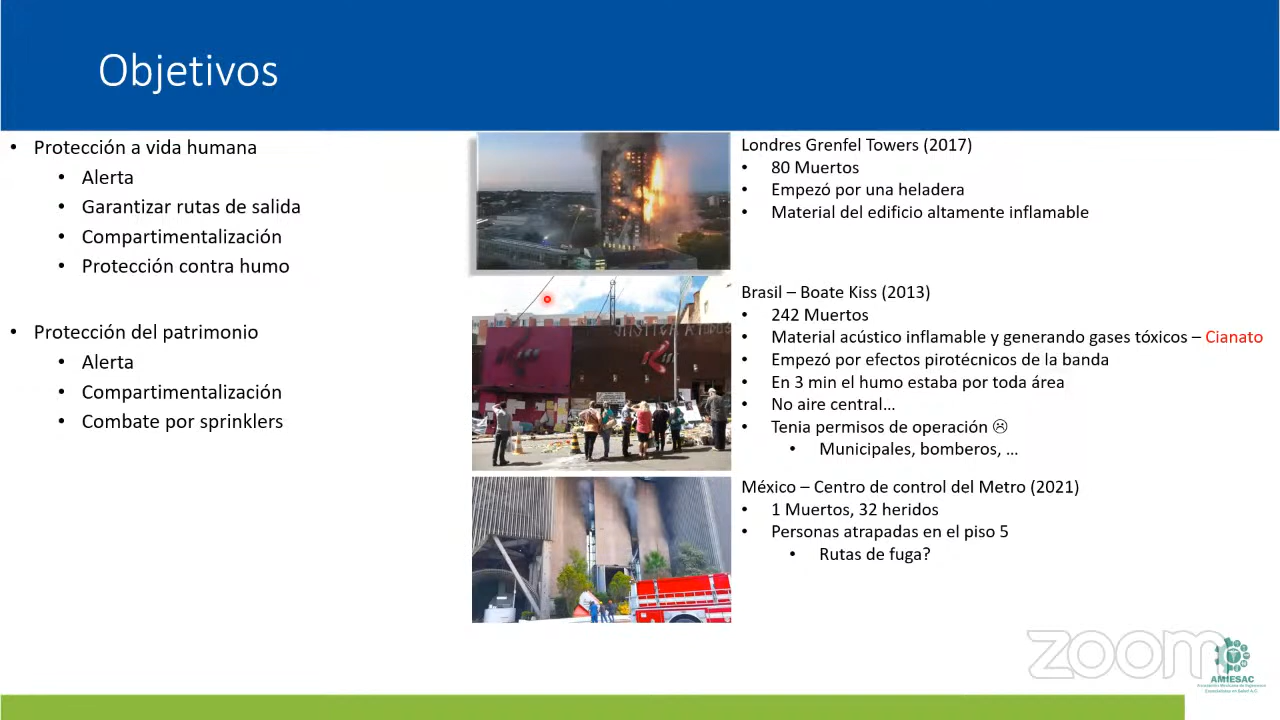 Objetivos
• Protección a vida humana
• Alerta
• Garantizar rutas de salida
• Compartimentalización
• Protección contra humo
• Protección del patrimonio
• Alerta
• Compartimentalización
• Combate por sprinklers
Londres Grenfel Towers (2017)
• 80 Muertos
• Empezó por una heladera
• Material del edificio altamente inflamable
Brasil – Boate Kiss (2013)
• 242 Muertos
• Material acústico inflamable y generando gases tóxicos – Cianato
• Empezó por efectos pirotécnicos de la banda
• En 3 min el humo estaba por toda área
• No aire central...
• Tenia permisos de operación ☹
• Municipales, bomberos, ...
México – Centro de control del Metro (2021)
• 1 Muertos, 32 heridos
• Personas atrapadas en el piso 5
• Rutas de fuga?
zoom
AMIESAC